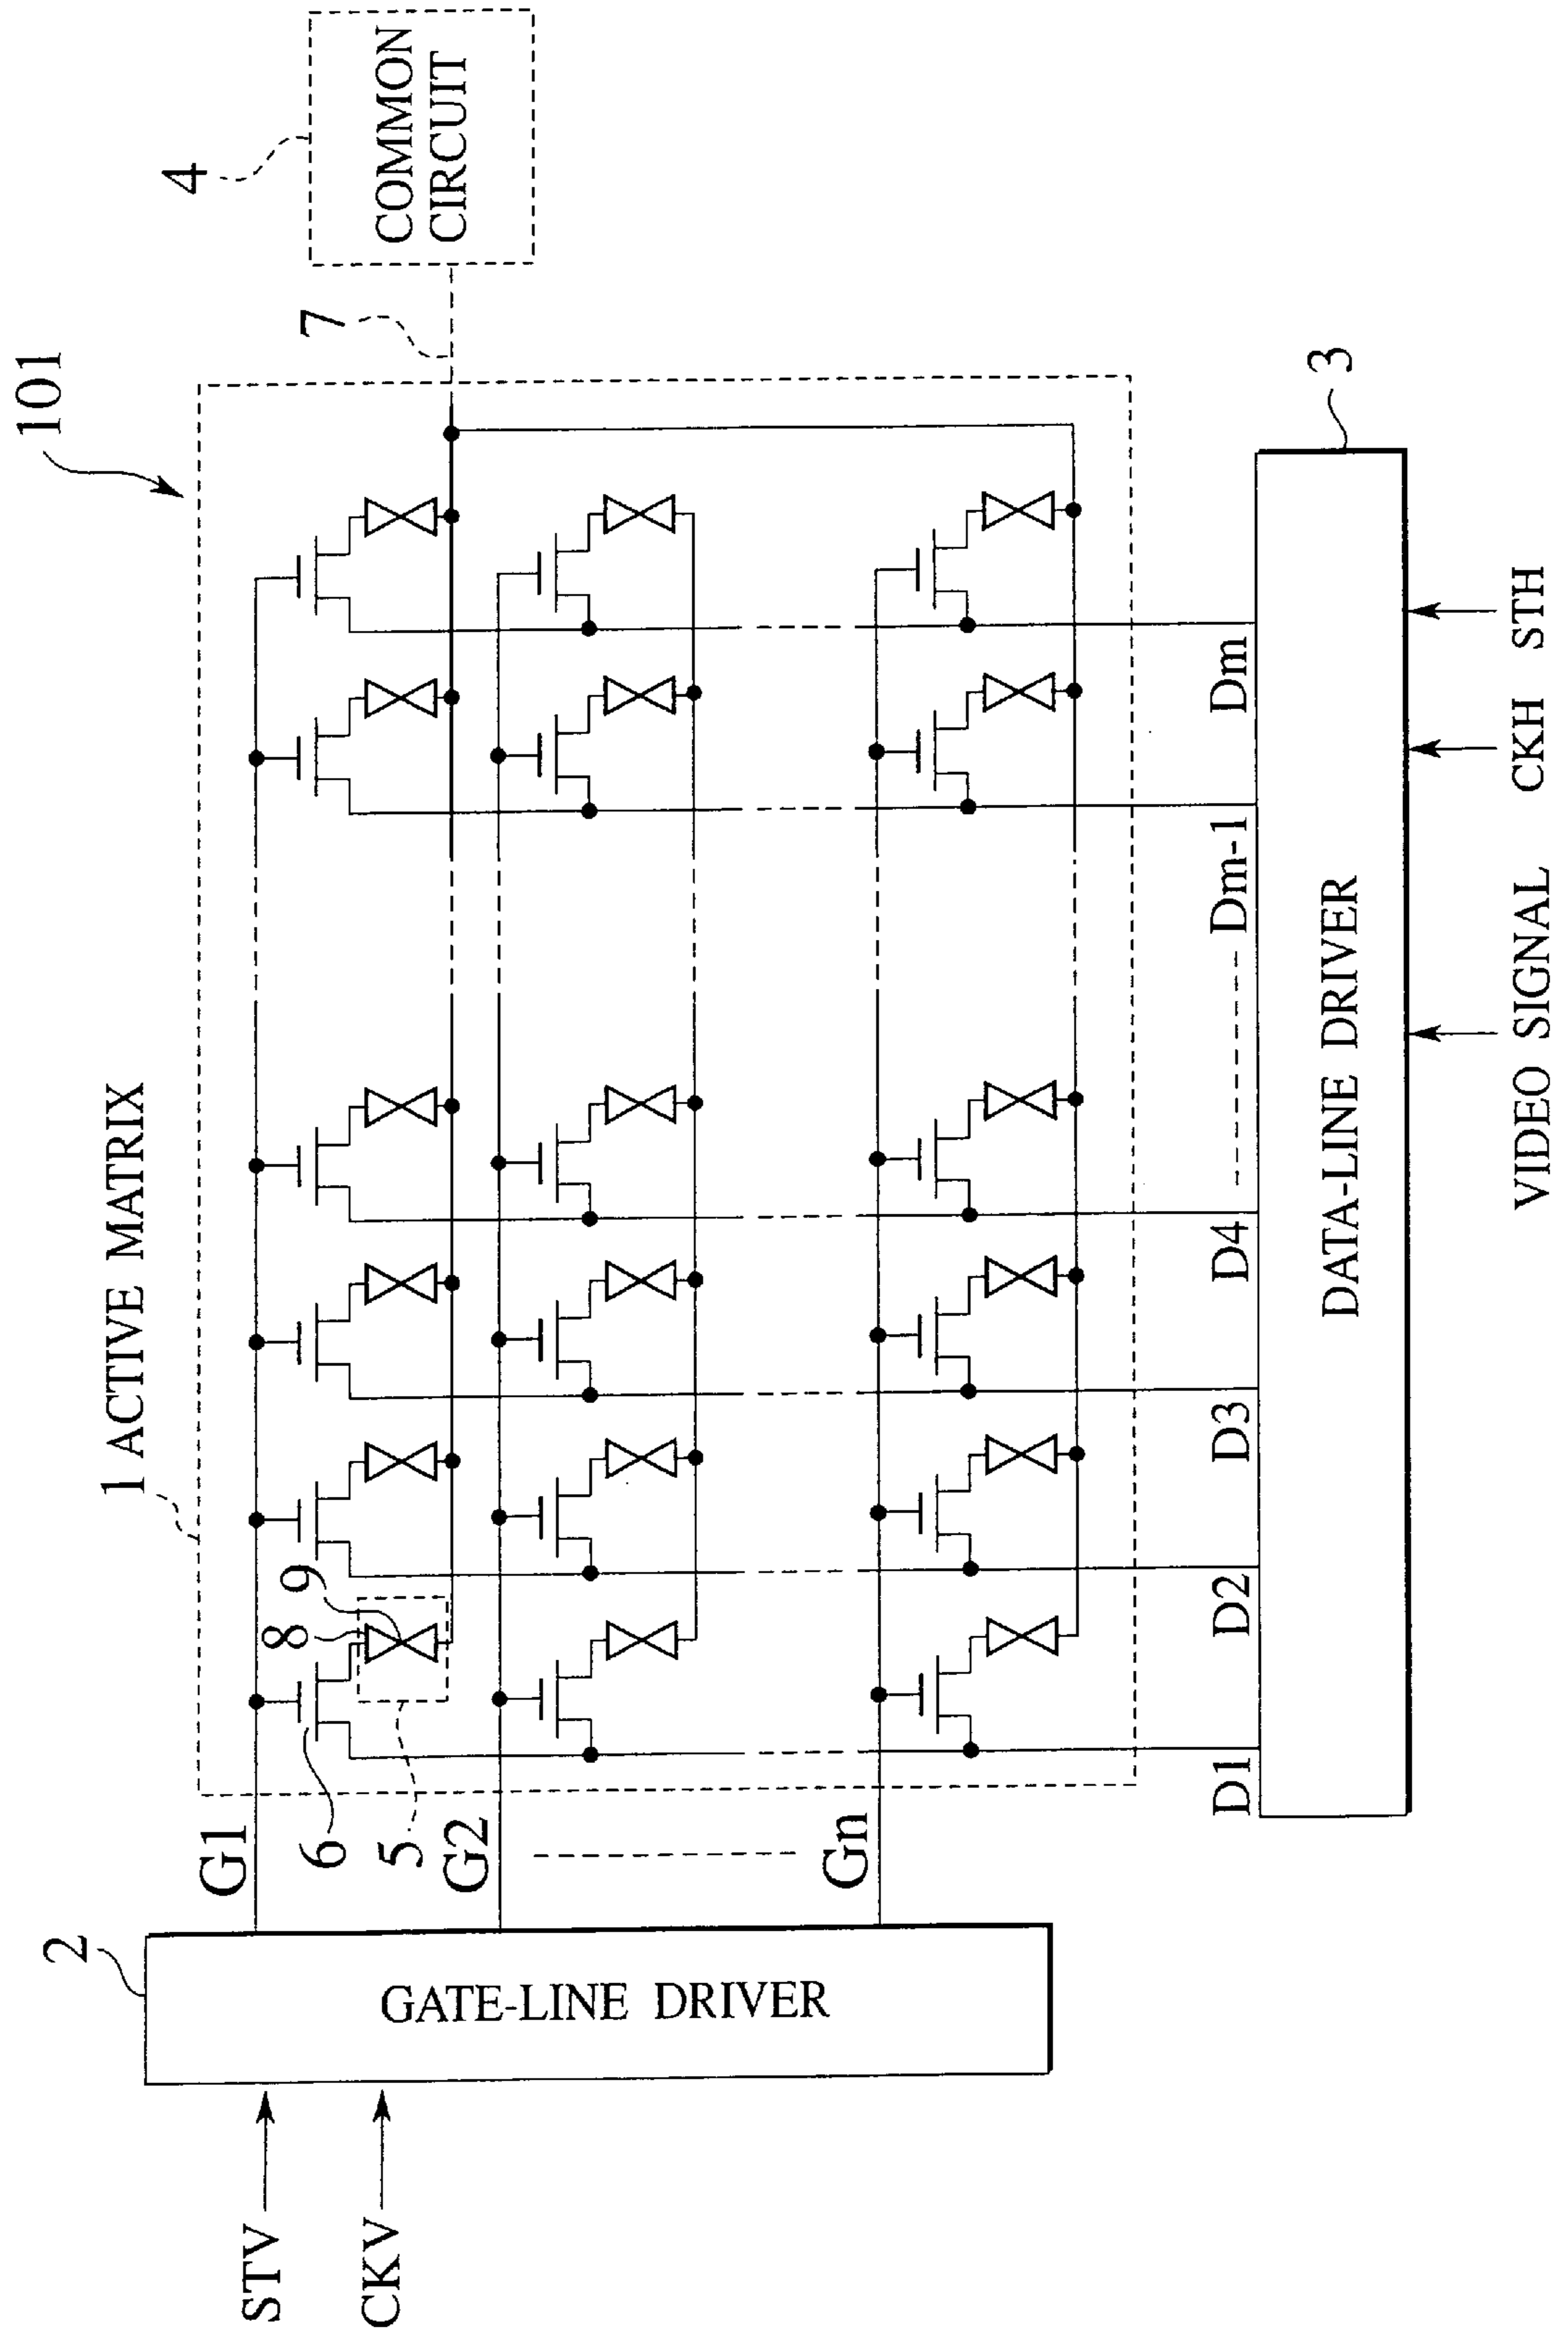 101
1 ACTIVE MATRIX
4
COMMON
CIRCUIT
7
2
GATE-LINE DRIVER
STV
CKV
G1
G2
Gn
6
5
8
9
D1
D2
D3
D4
Dm-1
Dm
DATA-LINE DRIVER
3
VIDEO SIGNAL
CKH
STH